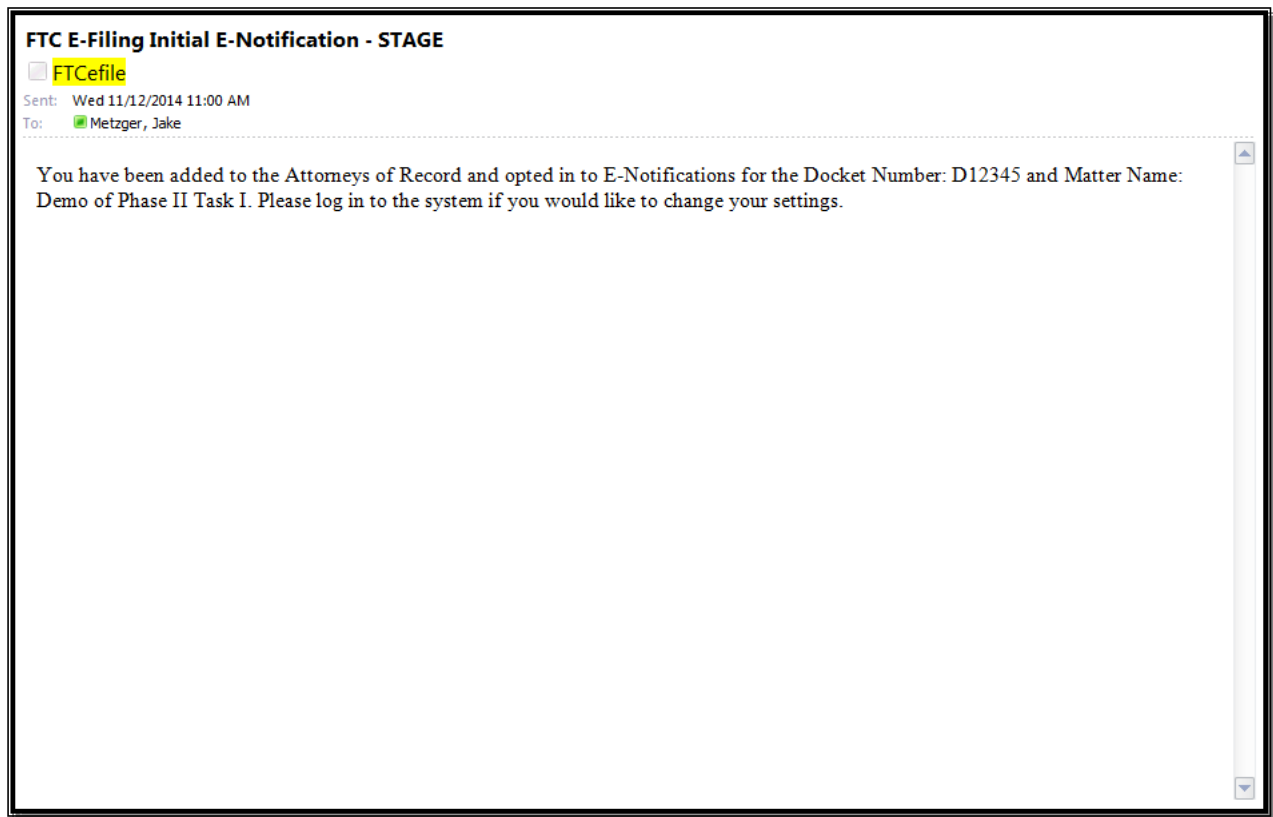 FTC E-Filing Initial E-Notification - STAGE
FTCefile
Sent: Wed 11/12/2014 11:00 AM
To: Metzger, Jake
You have been added to the Attorneys of Record and opted in to E-Notifications for the Docket Number: D12345 and Matter Name:
Demo of Phase II Task I. Please log in to the system if you would like to change your settings.